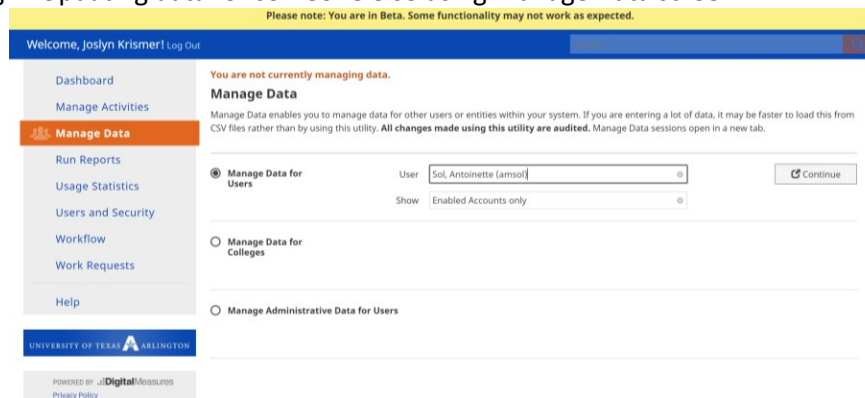 Please note: You are in Beta. Some functionality may not work as expected.
Welcome, Joslyn Krismer! Log Out
Dashboard
Manage Activities
Manage Data
Run Reports
Usage Statistics
Users and Security
Workflow
Work Requests
Help
UNIVERSITY OF TEXAS ARLINGTON
POWERED BY DigitalMeasures
Privacy Policy
You are not currently managing data.
Manage Data
Manage Data enables you to manage data for other users or entities within your system. If you are entering a lot of data, it may be faster to load this from
CSV files rather than by using this utility. All changes made using this utility are audited. Manage Data sessions open in a new tab.
Manage Data for
Users
User
Sol, Antoinette (amsol)
Continue
Show
Enabled Accounts only
Manage Data for
Colleges
Manage Administrative Data for Users